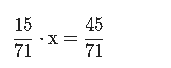 15/71 · x = 45/71